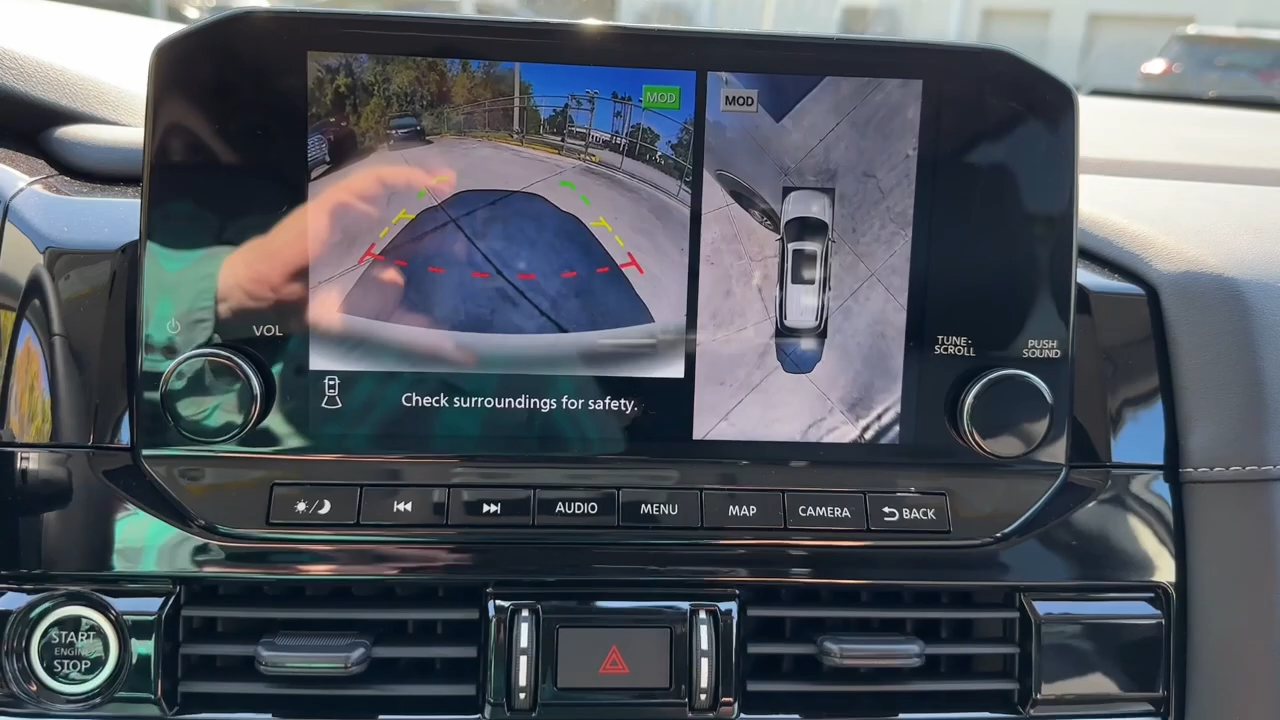 MOD
MOD
VOL
TUNE•
SCROLL
PUSH
SOUND
Check surroundings for safety.
AUDIO
MENU
MAP
CAMERA
BACK
START
ENGINE
STOP